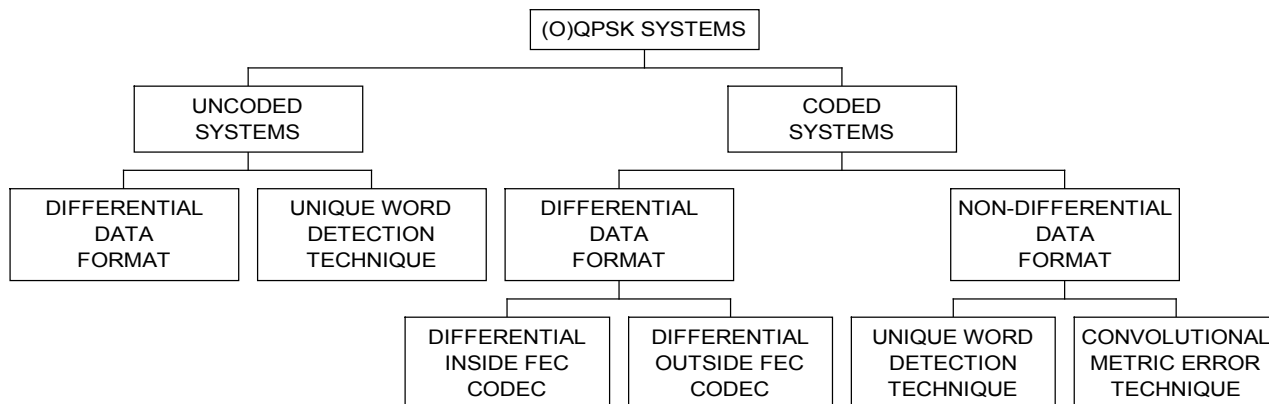 (O)QPSK SYSTEMS
UNCODED
SYSTEMS
CODED
SYSTEMS
DIFFERENTIAL
DATA
FORMAT
UNIQUE WORD
DETECTION
TECHNIQUE
DIFFERENTIAL
DATA
FORMAT
NON-DIFFERENTIAL
DATA
FORMAT
DIFFERENTIAL
INSIDE FEC
CODEC
DIFFERENTIAL
OUTSIDE FEC
CODEC
UNIQUE WORD
DETECTION
TECHNIQUE
CONVOLUTIONAL
METRIC ERROR
TECHNIQUE